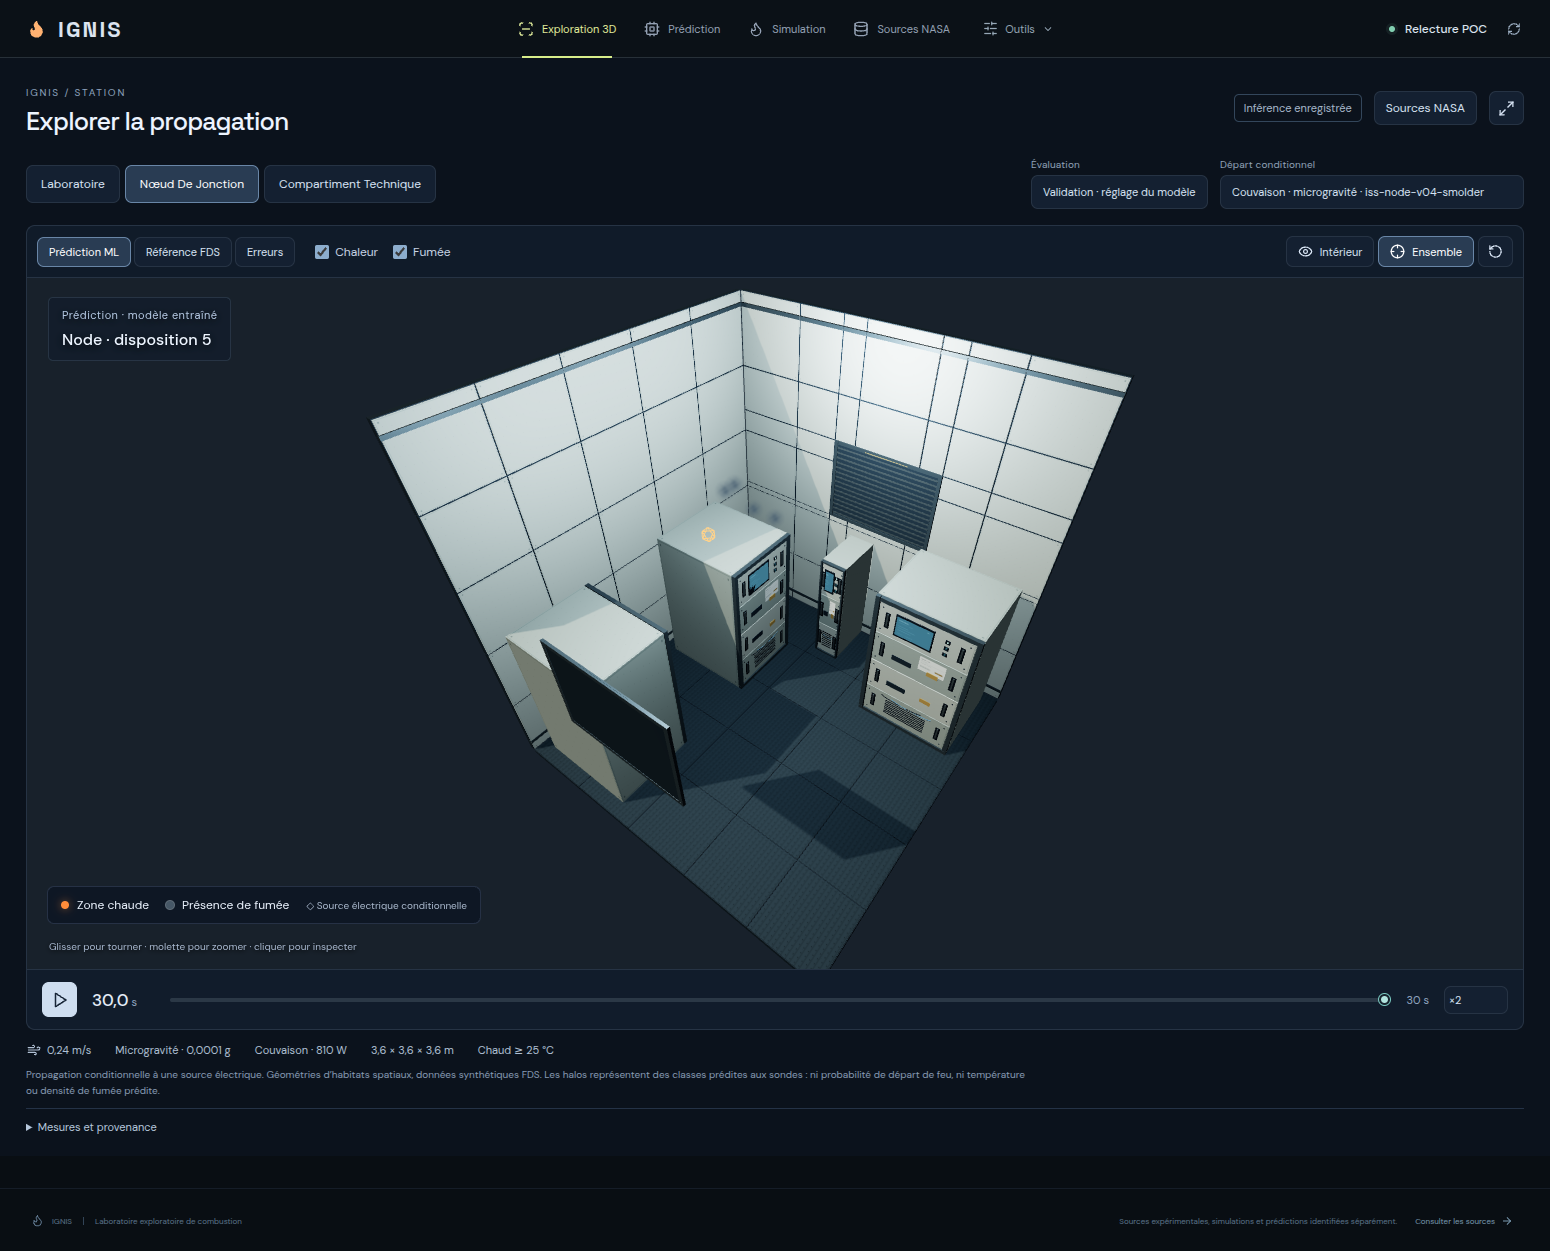 IGNIS
Exploration 3D
Prédiction
Simulation
Sources NASA
Outils
Relecture POC
IGNIS / STATION
Explorer la propagation
Inférence enregistrée
Sources NASA
Laboratoire
Nœud De Jonction
Compartiment Technique
Évaluation
Validation · réglage du modèle
Départ conditionnel
Couvaison · microgravité · iss-node-v04-smolder
Prédiction ML
Référence FDS
Erreurs
Chaleur
Fumée
Intérieur
Ensemble
Prédiction · modèle entraîné
Node · disposition 5
Zone chaude
Présence de fumée
◇ Source électrique conditionnelle
Glisser pour tourner · molette pour zoomer · cliquer pour inspecter
30,0 s
30 s
×2
0,24 m/s
Microgravité · 0,0001 g
Couvaison · 810 W
3,6 × 3,6 × 3,6 m
Chaud ≥ 25 °C
Propagation conditionnelle à une source électrique. Géométries d'habitats spatiaux, données synthétiques FDS. Les halos représentent des classes prédites aux sondes : ni probabilité de départ de feu, ni température
ou densité de fumée prédite.
Mesures et provenance
IGNIS | Laboratoire exploratoire de combustion
Sources expérimentales, simulations et prédictions identifiées séparément.
Consulter les sources